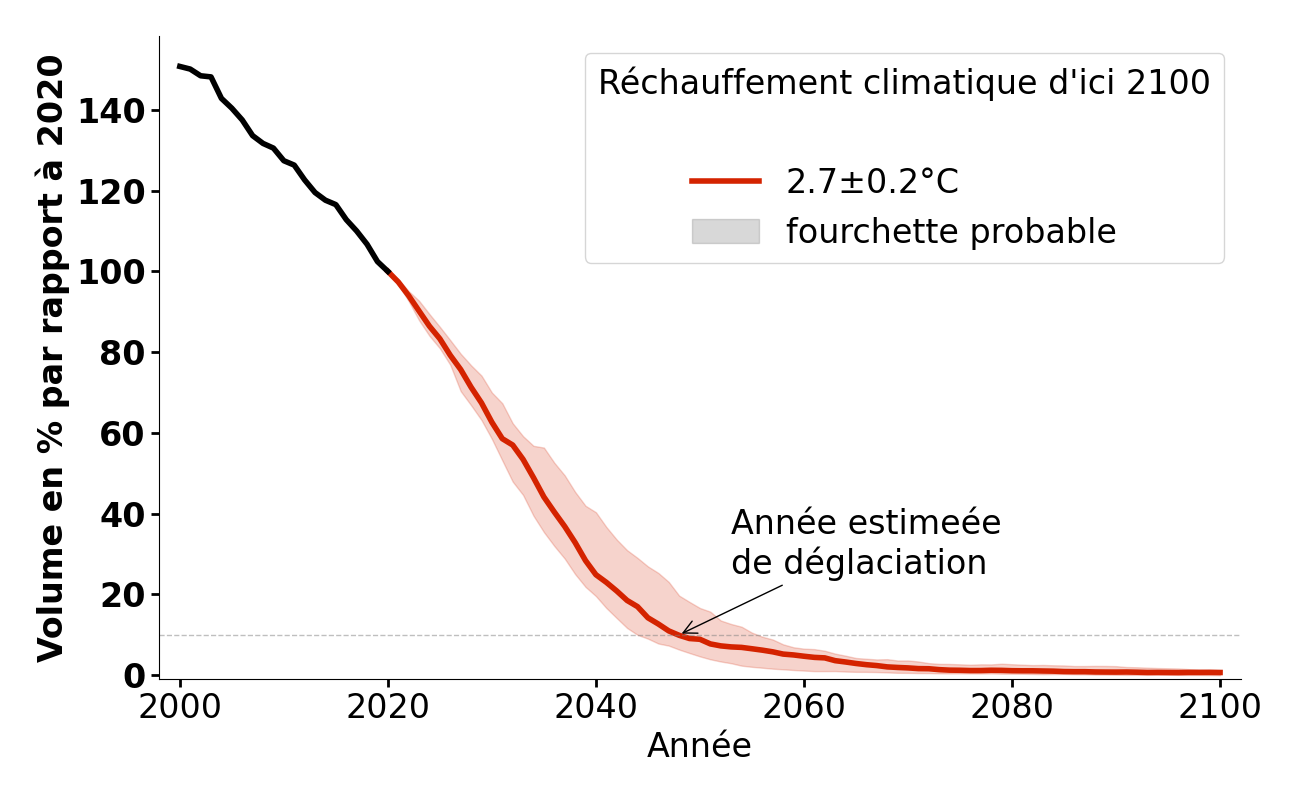 Volume en % par rapport à 2020
140
120
100
80
60
40
20
0
Réchauffement climatique d'ici 2100
2.7±0.2°C
fourchette probable
Année estimeée
de déglaciation
2000 2020 2040 2060 2080 2100
Année